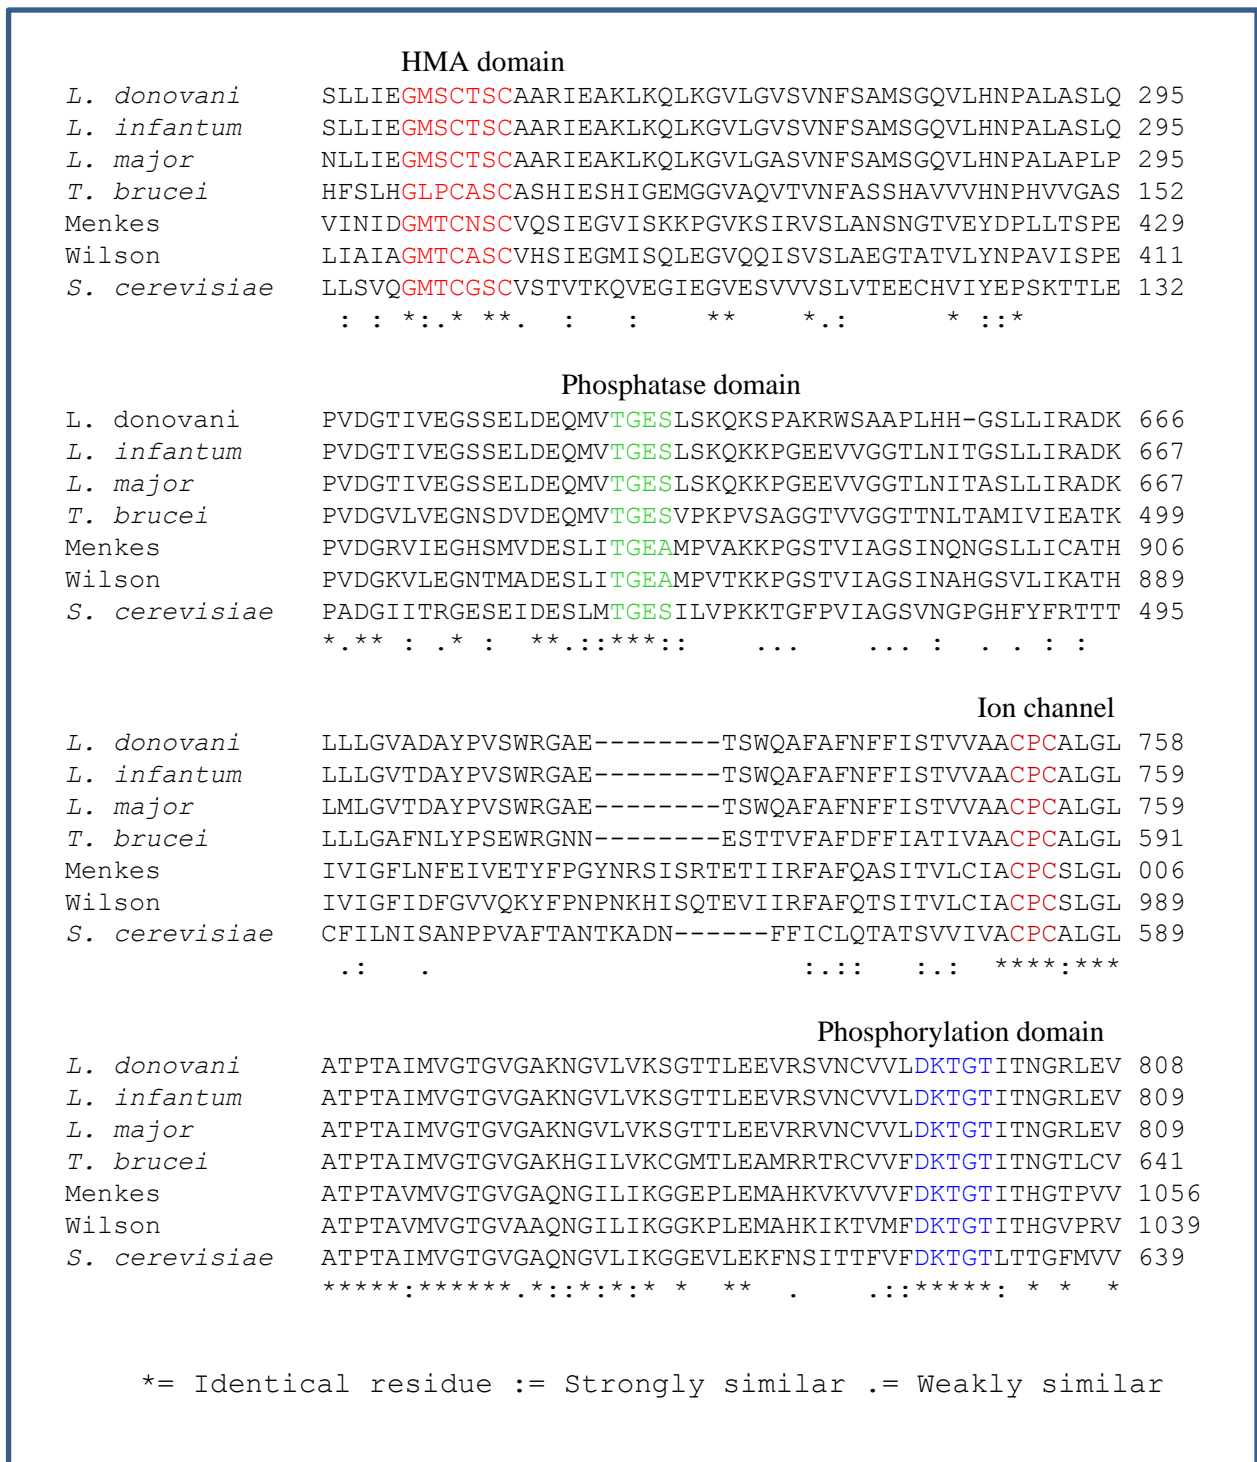 HMA domain
L. donovani SLLIEGMSCTSCAARIEAKLKQLKGVLGVSVNFSAMSGQVLHNPALASLQ 295
L. infantum SLLIEGMSCTSCAARIEAKLKQLKGVLGVSVNFSAMSGQVLHNPALASLQ 295
L. major NLLIEGMSCTSCAARIEAKLKQLKGVLGASVNFSAMSGQVLHNPALAPLP 295
T. brucei HFSLHGLPCASCASHIESHIGEMGGVAQVTVNFASSHAVVVHNPHVVGAS 152
Menkes VINIDGMTCNSCVQSIEGVISKKPGVKSIRVSLANSNGTVEYDPLLTSPE 429
Wilson LIAIAGMTCASCVHSIEGMISQLEGVQQISVSLAEGTATVLYNPAVISPE 411
S. cerevisiae LLSVQGMTCGSCVSTVTKQVEGIEGVESVVVSLVTEECHVIYEPSKTTLE 132
: : *:.* **. : : ** *.: * ::*
Phosphatase domain
L. donovani PVDGTIVEGSSELDEQMVTGESLSKQKSPAKRWSAAPLHH-GSLLIRADK 666
L. infantum PVDGTIVEGSSELDEQMVTGESLSKQKKPGEEVVGGTLNITGSLLIRADK 667
L. major PVDGTIVEGSSELDEQMVTGESLSKQKKPGEEVVGGTLNITASLLIRADK 667
T. brucei PVDGVLVEGNSDVDEQMVTGESVPKPVSAGGTVVGGTTNLTAMIVIEATK 499
Menkes PVDGRVIEGHSMVDESLITGEAMPVAKKPGSTVIAGSINQNGSLLICATH 906
Wilson PVDGKVLEGNTMADESLITGEAMPVTKKPGSTVIAGSINAHGSVLIKATH 889
S. cerevisiae PADGIITRGESEIDESLMTGESILVPKKTGFPVIAGSVNGPGHFYFRTTT 495
*.** : .* : **.::***:: ... ... : . . : :
Ion channel
L. donovani LLLGVADAYPVSWRGAE--------TSWQAFAFNFFISTVVAACPCALGL 758
L. infantum LLLGVTDAYPVSWRGAE--------TSWQAFAFNFFISTVVAACPCALGL 759
L. major LMLGVTDAYPVSWRGAE--------TSWQAFAFNFFISTVVAACPCALGL 759
T. brucei LLLGAFNLYPSEWRGNN--------ESTTVFAFDFFIATIVAACPCALGL 591
Menkes IVIGFLNFEIVETYFPGYNRSISRTETIIRFAFQASITVLCIACPCSLGL 006
Wilson IVIGFIDFGVVQKYFPNPNKHISQTEVIIRFAFQTSITVLCIACPCSLGL 989
S. cerevisiae CFILNISANPPVAFTANTKADN------FFICLQTATSVVIVACPCALGL 589
.: . :.:: :.: ****:***
Phosphorylation domain
L. donovani ATPTAIMVGTGVGAKNGVLVKSGTTLEEVRSVNCVVLDKTGTITNGRLEV 808
L. infantum ATPTAIMVGTGVGAKNGVLVKSGTTLEEVRSVNCVVLDKTGTITNGRLEV 809
L. major ATPTAIMVGTGVGAKNGVLVKSGTTLEEVRRVNCVVLDKTGTITNGRLEV 809
T. brucei ATPTAIMVGTGVGAKHGILVKCGMTLEAMRRTRCVVFDKTGTITNGTLCV 641
Menkes ATPTAVMVGTGVGAQNGILIKGGEPLEMAHKVKVVVFDKTGTITHGTPVV 1056
Wilson ATPTAVMVGTGVAAQNGILIKGGKPLEMAHKIKTVMFDKTGTITHGVPRV 1039
S. cerevisiae ATPTAIMVGTGVGAQNGVLIKGGEVLEKFNSITTFVFDKTGTLTTGFMVV 639
*****:******.*::*:*:* * ** . .::*****: * * *
*= Identical residue := Strongly similar .= Weakly similar